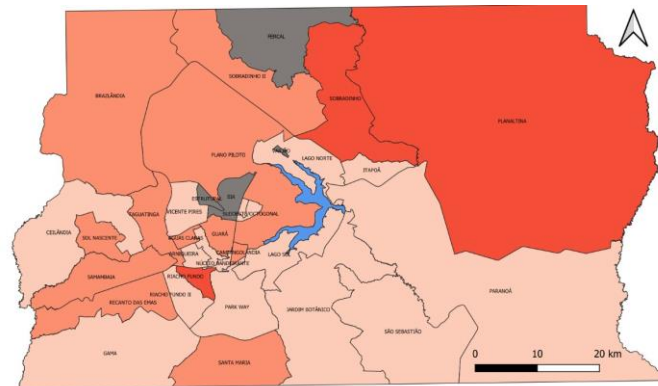 FERCAL
SOBRADINHO II
BRAZLÂNDIA
SOBRADINHO
PLANALTINA
PLANO PILOTO
VARJÃO
LAGO NORTE
ITAPOÃ
ESTRUTURAL
SIA
VICENTE PIRES
TAGUATINGA
CEILÂNDIA
SOL NASCENTE
ÁGUAS CLARAS
GUARÁ
ARNIQUEIRA
LAGO SUL
SAMAMBAIA
RIACHO FUNDO
RECANTO DAS EMAS
RIACHO FUNDO II
PARK WAY
JARDIM BOTÂNICO
PARANOÁ
SÃO SEBASTIÃO
GAMA
SANTA MARIA
0 10 20 km